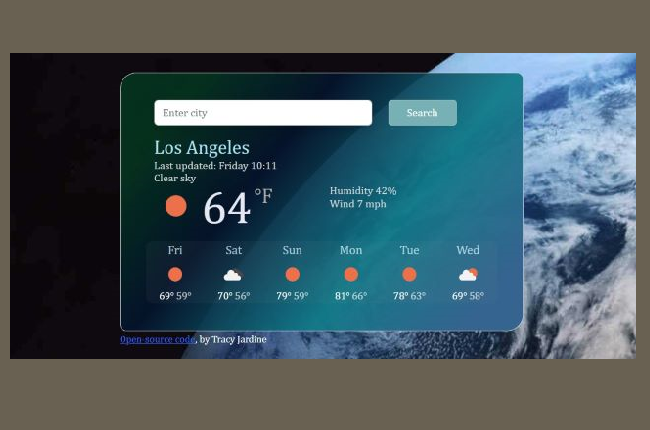 Enter city
Search
Los Angeles
Last updated: Friday 10:11
Clear sky
64 °F
Humidity 42%
Wind 7 mph
Fri Sat Sun Mon Tue Wed
69° 59° 70° 56° 79° 59° 81° 66° 78° 63° 69° 58°
Open-source code, by Tracy Jardine